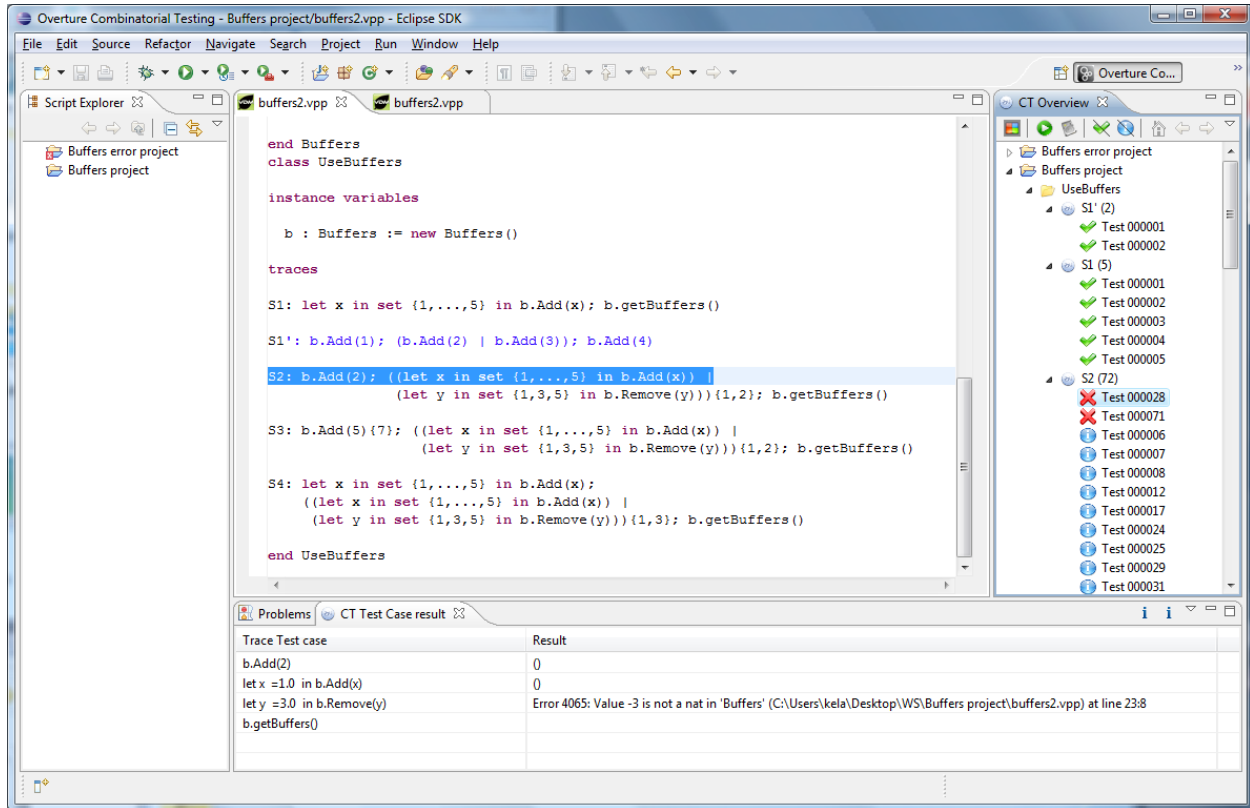 Overture Combinatorial Testing - Buffers project/buffers2.vpp - Eclipse SDK
File Edit Source Refactor Navigate Search Project Run Window Help
Overture Co... »
Script Explorer
Buffers error project
Buffers project
buffers2.vpp buffers2.vpp
end Buffers
class UseBuffers
instance variables
b : Buffers := new Buffers()
traces
S1: let x in set {1,...,5} in b.Add(x); b.getBuffers()
S1': b.Add(1); (b.Add(2) | b.Add(3)); b.Add(4)
S2: b.Add(2); ((let x in set {1,...,5} in b.Add(x)) |
(let y in set {1,3,5} in b.Remove(y))){1,2}; b.getBuffers()
S3: b.Add(5){7}; ((let x in set {1,...,5} in b.Add(x)) |
(let y in set {1,3,5} in b.Remove(y))){1,2}; b.getBuffers()
S4: let x in set {1,...,5} in b.Add(x);
((let x in set {1,...,5} in b.Add(x)) |
(let y in set {1,3,5} in b.Remove(y))){1,3}; b.getBuffers()
end UseBuffers
CT Overview
Buffers error project
Buffers project
UseBuffers
S1' (2)
Test 000001
Test 000002
S1 (5)
Test 000001
Test 000002
Test 000003
Test 000004
Test 000005
S2 (72)
Test 000028
Test 000071
Test 000006
Test 000007
Test 000008
Test 000012
Test 000017
Test 000024
Test 000025
Test 000029
Test 000031
Problems CT Test Case result
i i
Trace Test case Result
b.Add(2) ()
let x =1.0 in b.Add(x) ()
let y =3.0 in b.Remove(y) Error 4065: Value -3 is not a nat in 'Buffers' (C:\Users\kela\Desktop\WS\Buffers project\buffers2.vpp) at line 23:8
b.getBuffers()